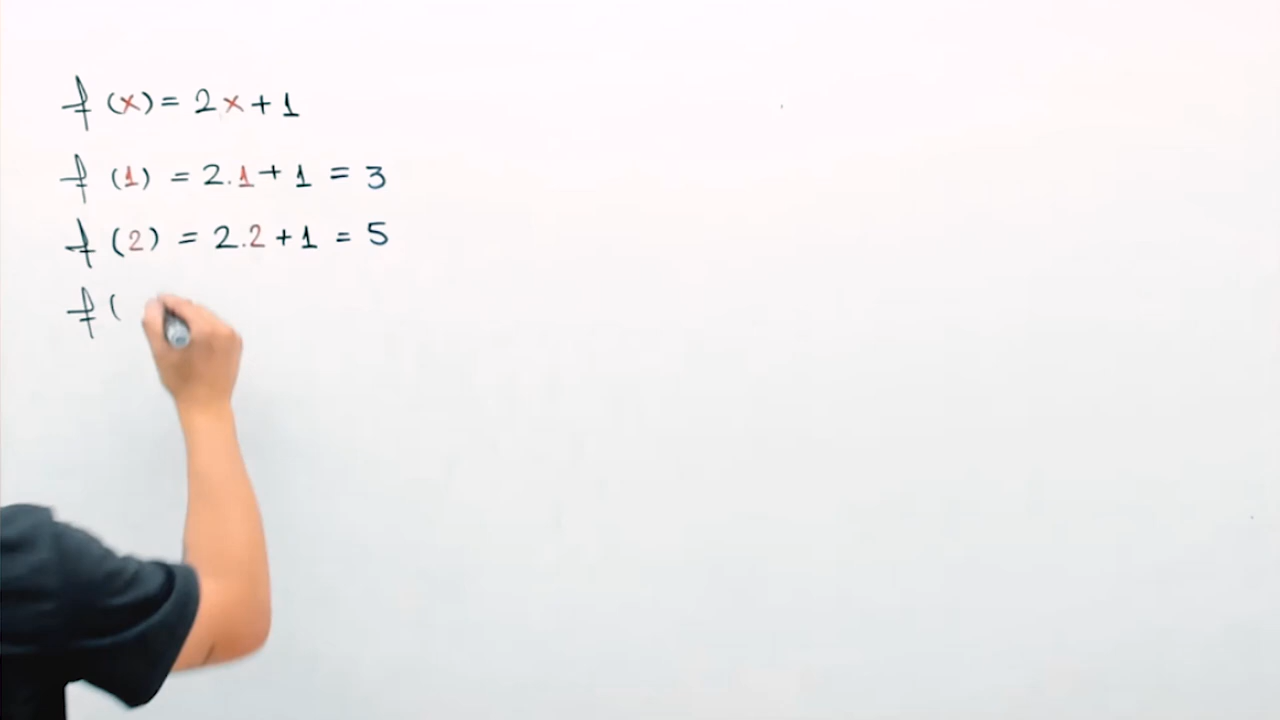 f(x) = 2x + 1
f(1) = 2.1 + 1 = 3
f(2) = 2.2 + 1 = 5
f(